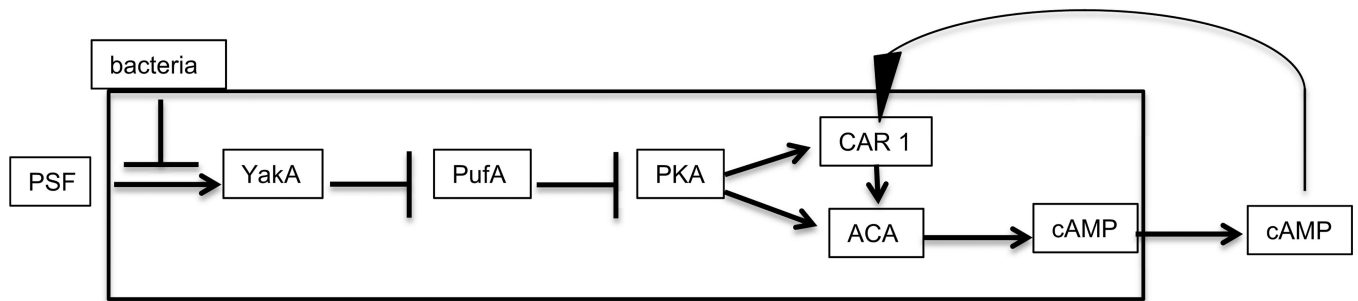 bacteria
PSF
YakA
PufA
PKA
CAR 1
ACA
cAMP
cAMP